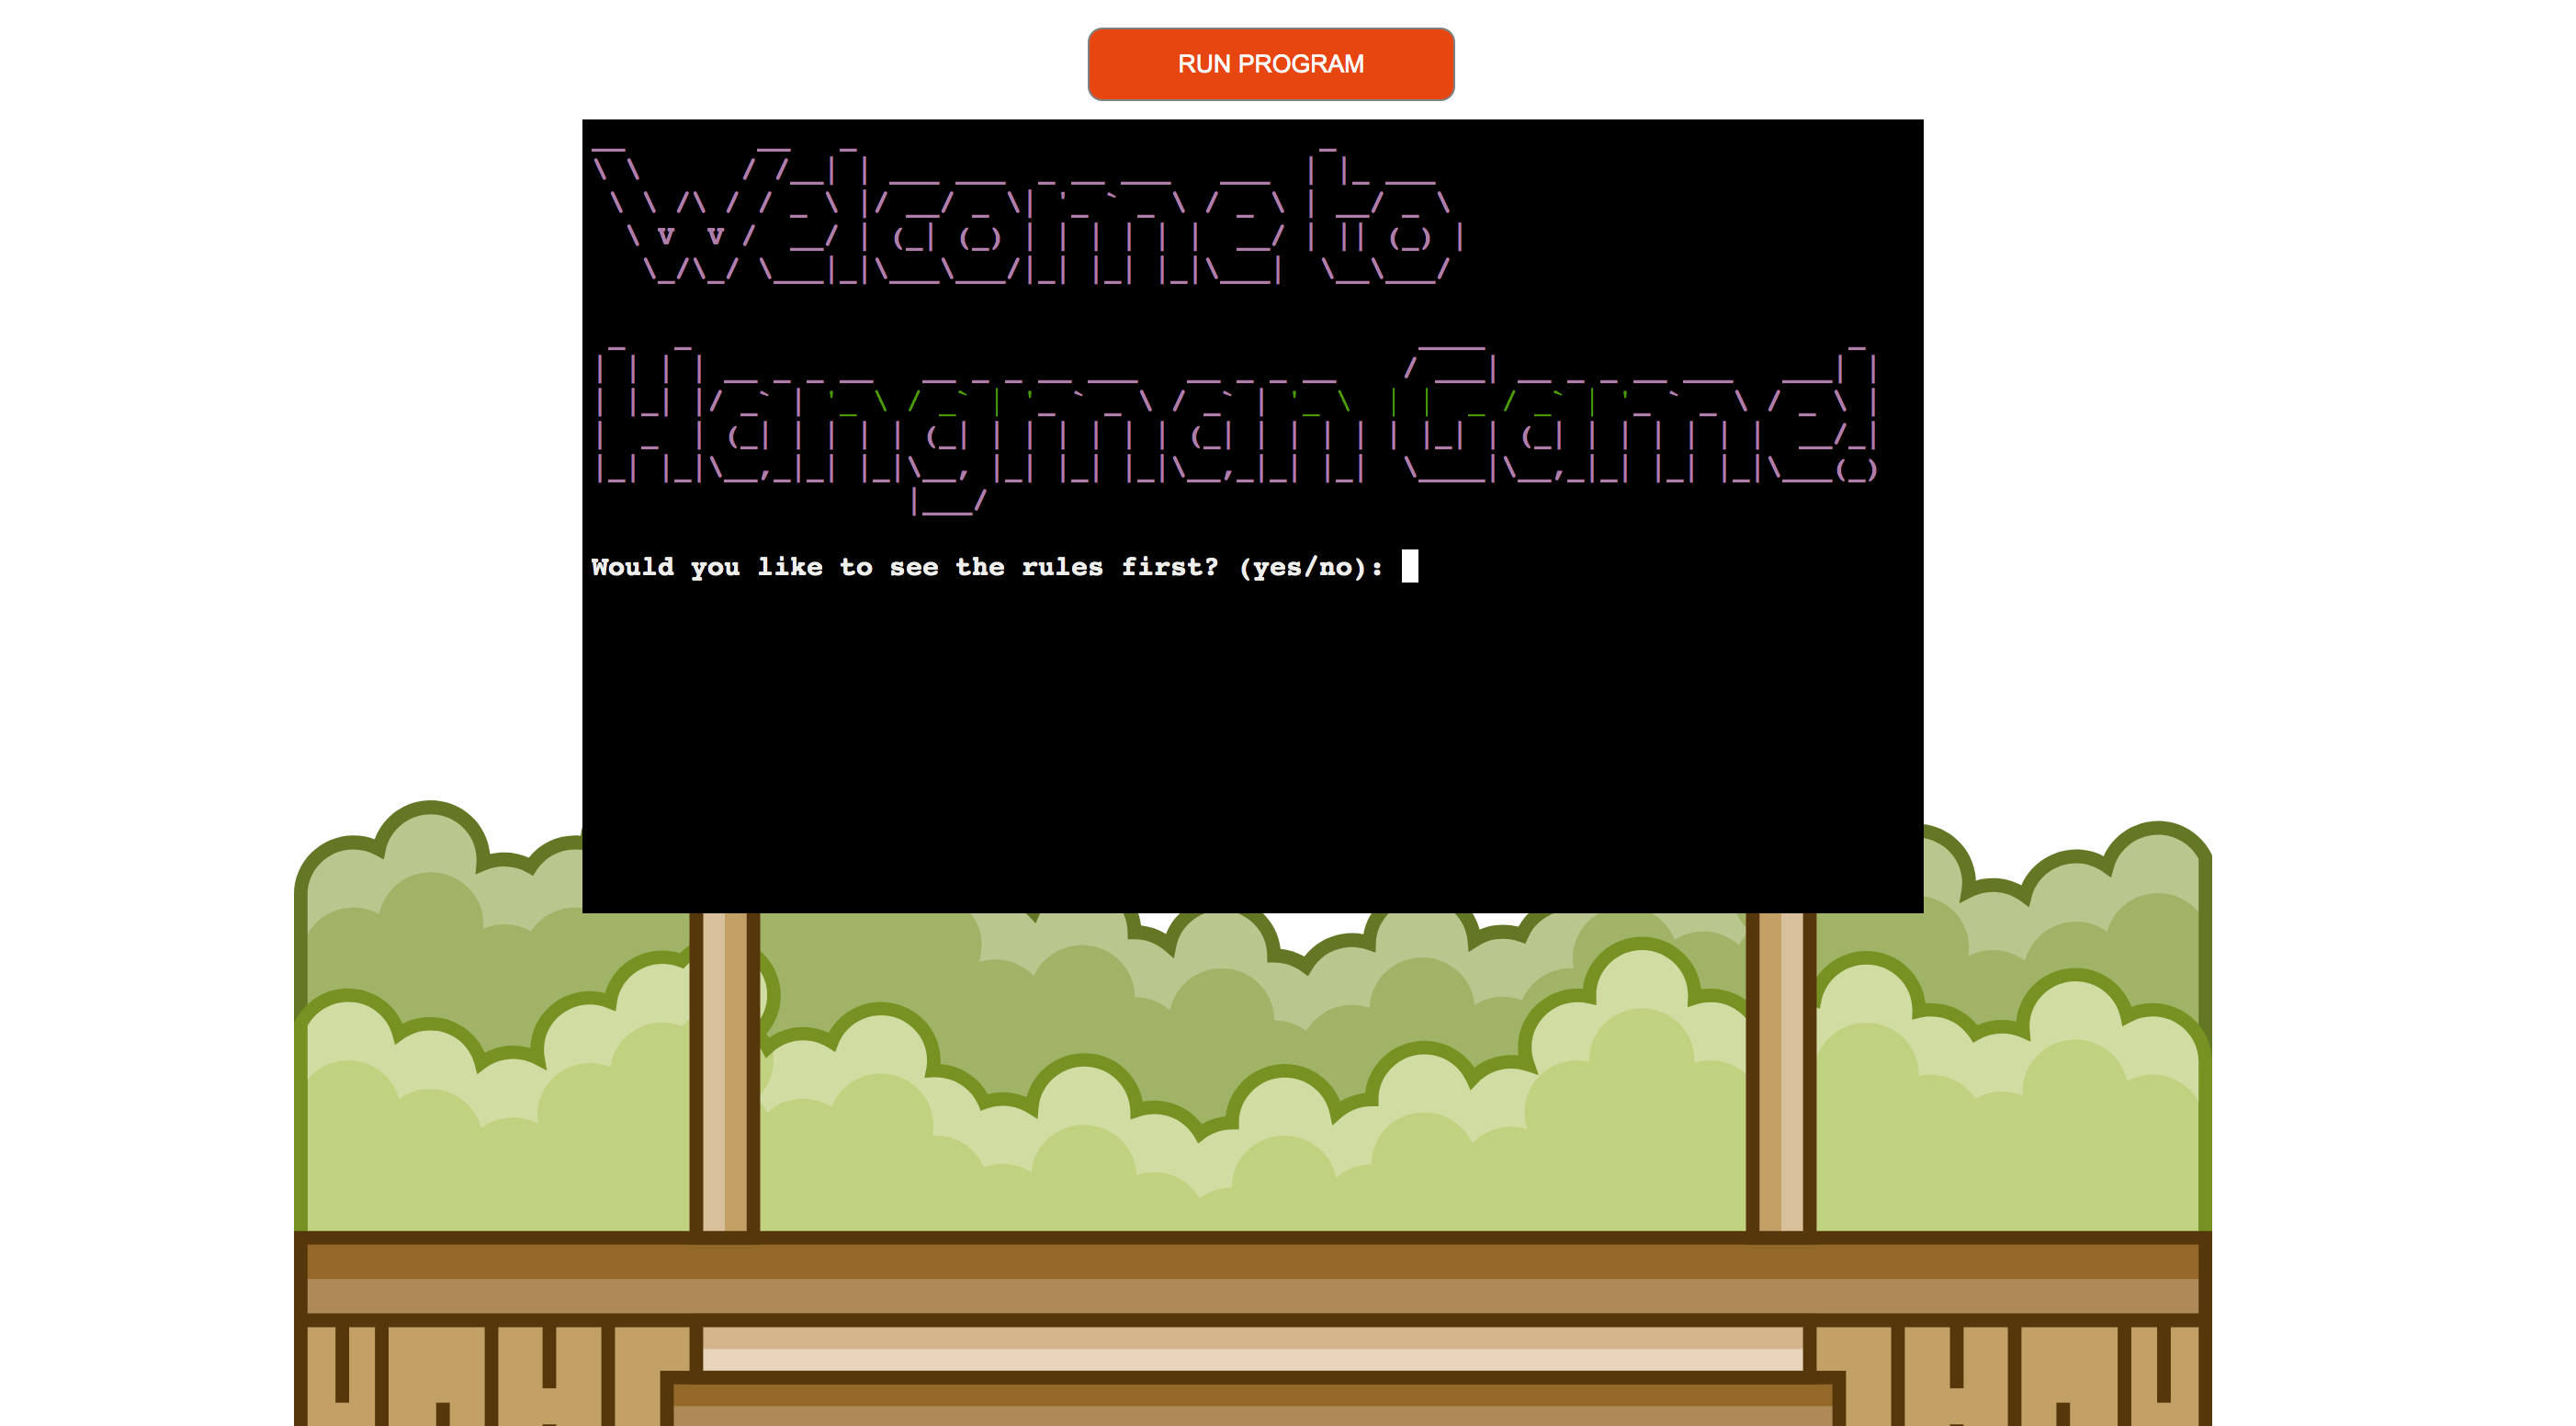 RUN PROGRAM
Welcome to
Hangman Game!
Would you like to see the rules first? (yes/no):